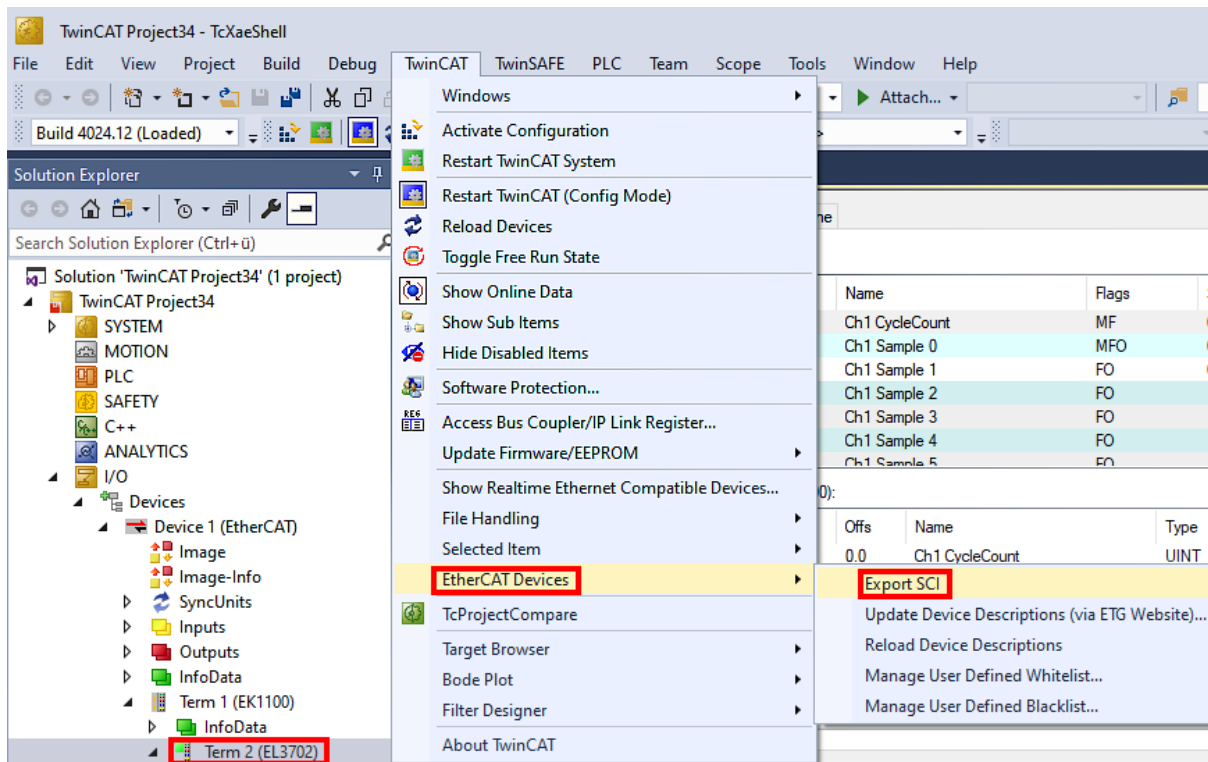 TwinCAT Project34 - TcXaeShell
File Edit View Project Build Debug TwinCAT TwinSAFE PLC Team Scope Tools Window Help
Attach...
Build 4024.12 (Loaded)
Windows
Activate Configuration
Restart TwinCAT System
Restart TwinCAT (Config Mode)
Reload Devices
Toggle Free Run State
Show Online Data
Show Sub Items
Hide Disabled Items
Software Protection...
REG
Access Bus Coupler/IP Link Register...
Update Firmware/EEPROM
Show Realtime Ethernet Compatible Devices...
File Handling
Selected Item
EtherCAT Devices
TcProjectCompare
Target Browser
Bode Plot
Filter Designer
About TwinCAT
Export SCI
Update Device Descriptions (via ETG Website)...
Reload Device Descriptions
Manage User Defined Whitelist...
Manage User Defined Blacklist...
Solution Explorer
Search Solution Explorer (Ctrl+ü)
Solution 'TwinCAT Project34' (1 project)
TwinCAT Project34
SYSTEM
MOTION
PLC
SAFETY
C++
ANALYTICS
I/O
Devices
Device 1 (EtherCAT)
Image
Image-Info
SyncUnits
Inputs
Outputs
InfoData
Term 1 (EK1100)
InfoData
Term 2 (EL3702)
Name Flags
Ch1 CycleCount MF
Ch1 Sample 0 MFO
Ch1 Sample 1 FO
Ch1 Sample 2 FO
Ch1 Sample 3 FO
Ch1 Sample 4 FO
Ch1 Sample 5 FO
Offs Name Type
0.0 Ch1 CycleCount UINT